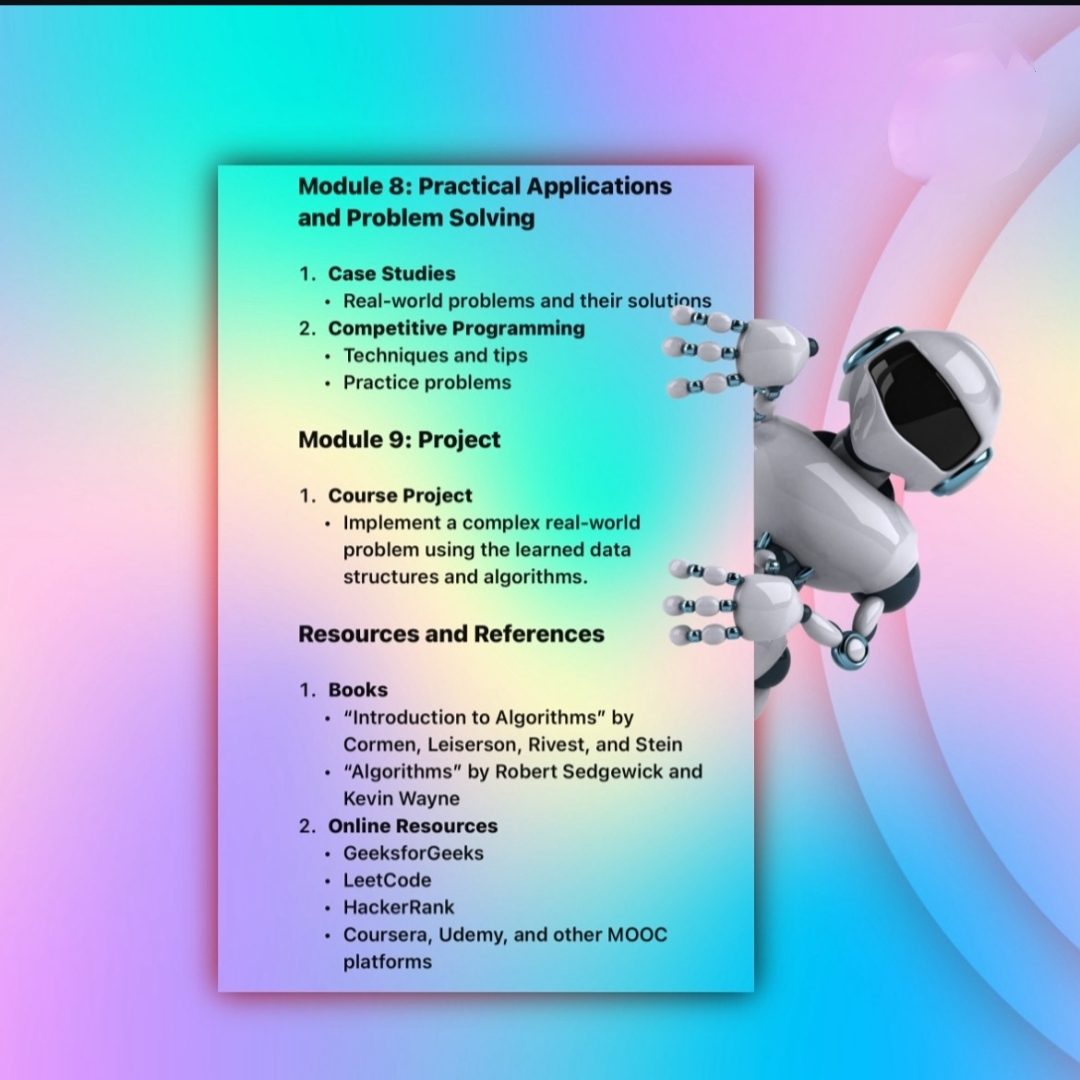 Module 8: Practical Applications
and Problem Solving
1. Case Studies
• Real-world problems and their solutions
2. Competitive Programming
• Techniques and tips
• Practice problems
Module 9: Project
1. Course Project
• Implement a complex real-world
problem using the learned data
structures and algorithms.
Resources and References
1. Books
• “Introduction to Algorithms” by
Cormen, Leiserson, Rivest, and Stein
• “Algorithms” by Robert Sedgewick and
Kevin Wayne
2. Online Resources
• GeeksforGeeks
• LeetCode
• HackerRank
• Coursera, Udemy, and other MOOC
platforms